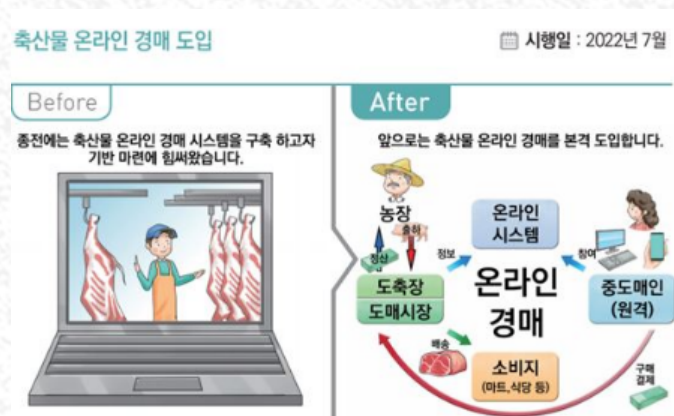 축산물 온라인 경매 도입
시행일 : 2022년 7월
Before
종전에는 축산물 온라인 경매 시스템을 구축 하고자
기반 마련에 힘써왔습니다.
After
앞으로는 축산물 온라인 경매를 본격 도입합니다.
농장
출하
정산
도축장
도매시장
정보
온라인
시스템
온라인
경매
참여
중도매인
(원격)
배송
소비지
(마트,식당 등)
구매
결제